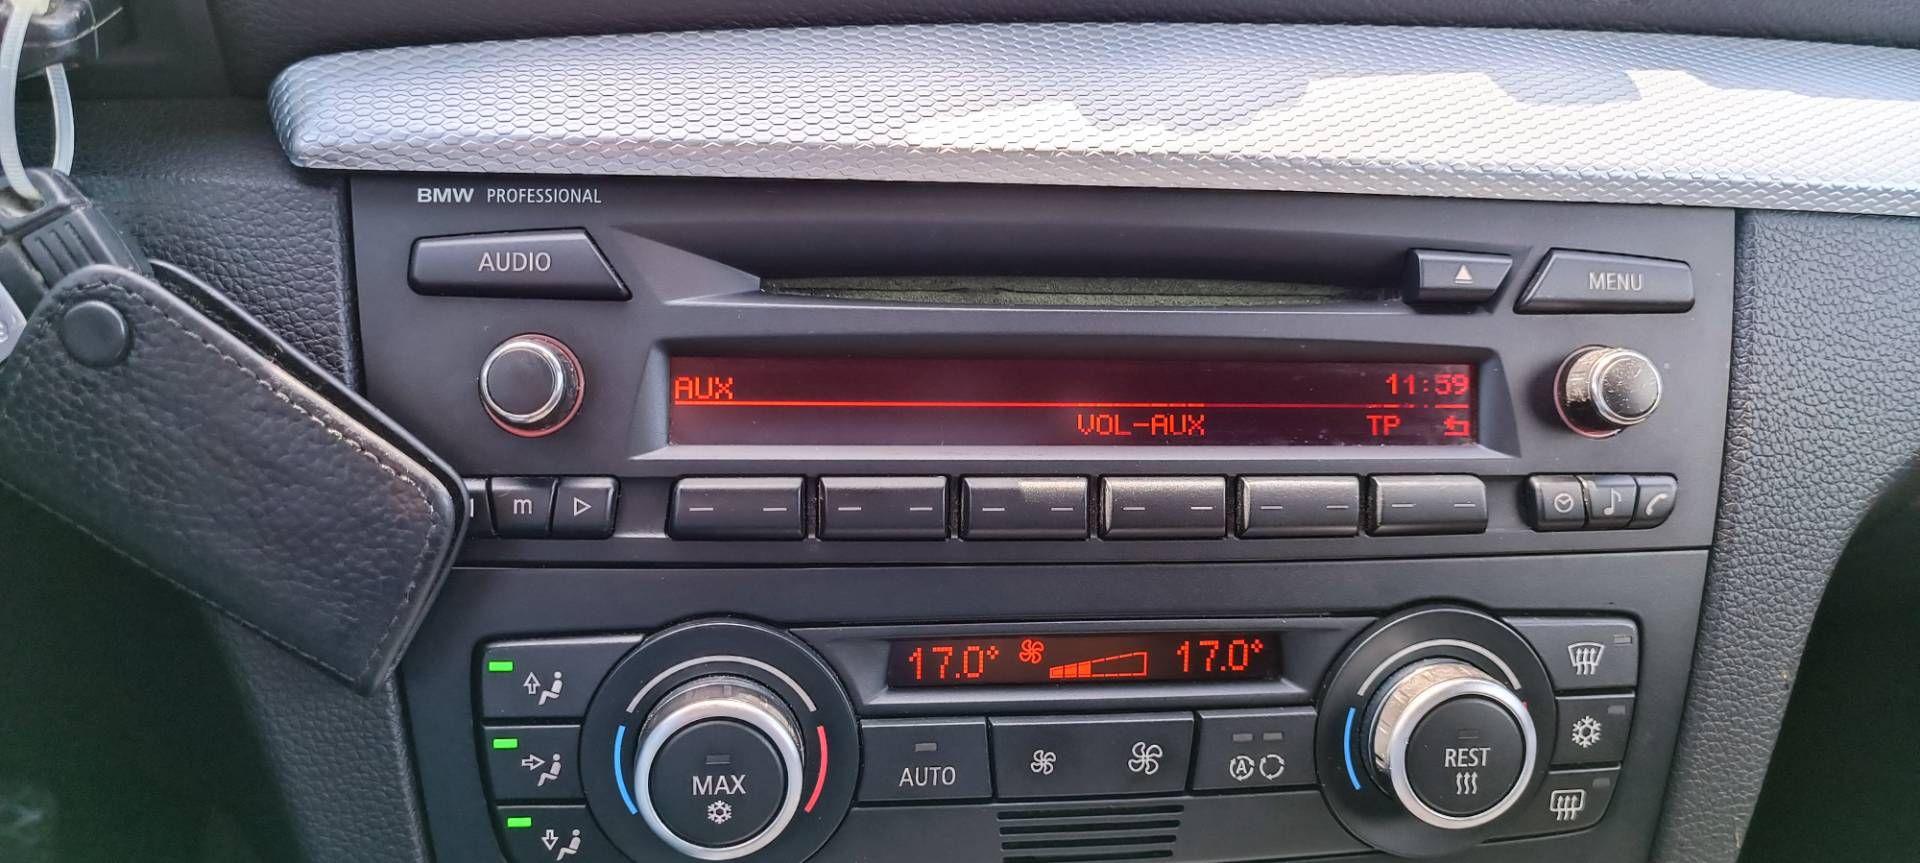 BMW PROFESSIONAL
AUDIO
MENU
AUX 11:59
VOL-AUX TP
m
17.0° 17.0°
MAX
AUTO
A
REST